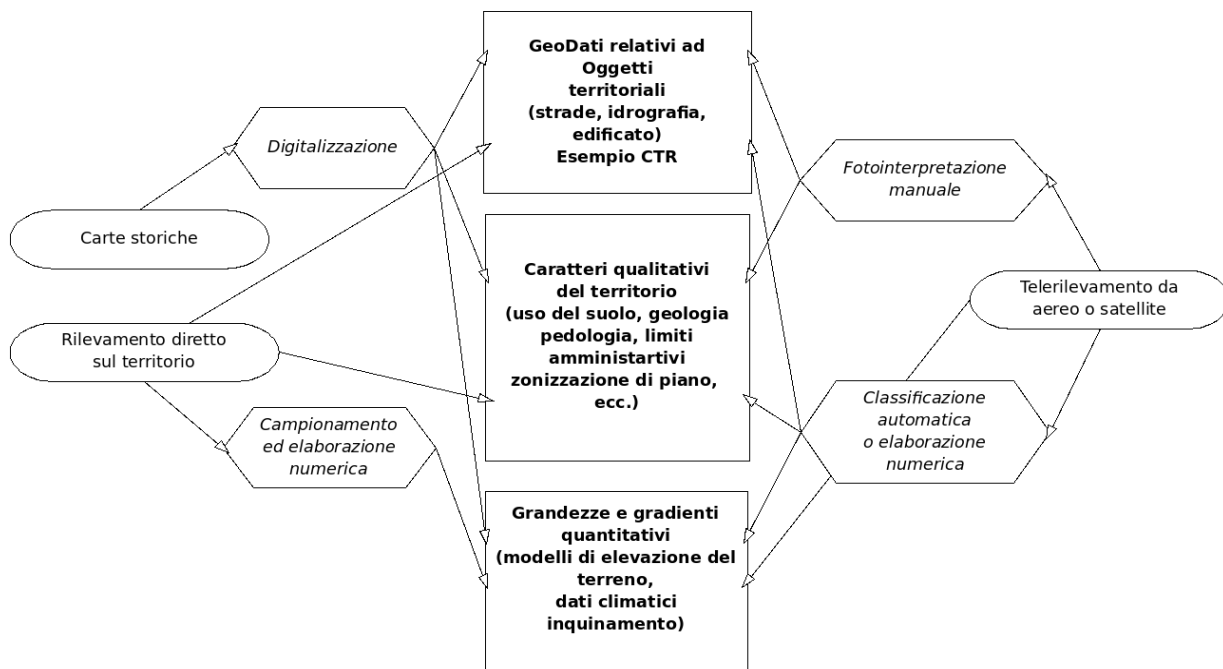 GeoDati relativi ad
Oggetti
territoriali
(strade, idrografia,
edificato)
Esempio CTR
Digitalizzazione
Fotointerpretazione
manuale
Carte storiche
Caratteri qualitativi
del territorio
(uso del suolo, geologia
pedologia, limiti
amministartivi
zonizzazione di piano,
ecc.)
Telerilevamento da
aereo o satellite
Rilevamento diretto
sul territorio
Campionamento
ed elaborazione
numerica
Classificazione
automatica
o elaborazione
numerica
Grandezze e gradienti
quantitativi
(modelli di elevazione del
terreno,
dati climatici
inquinamento)